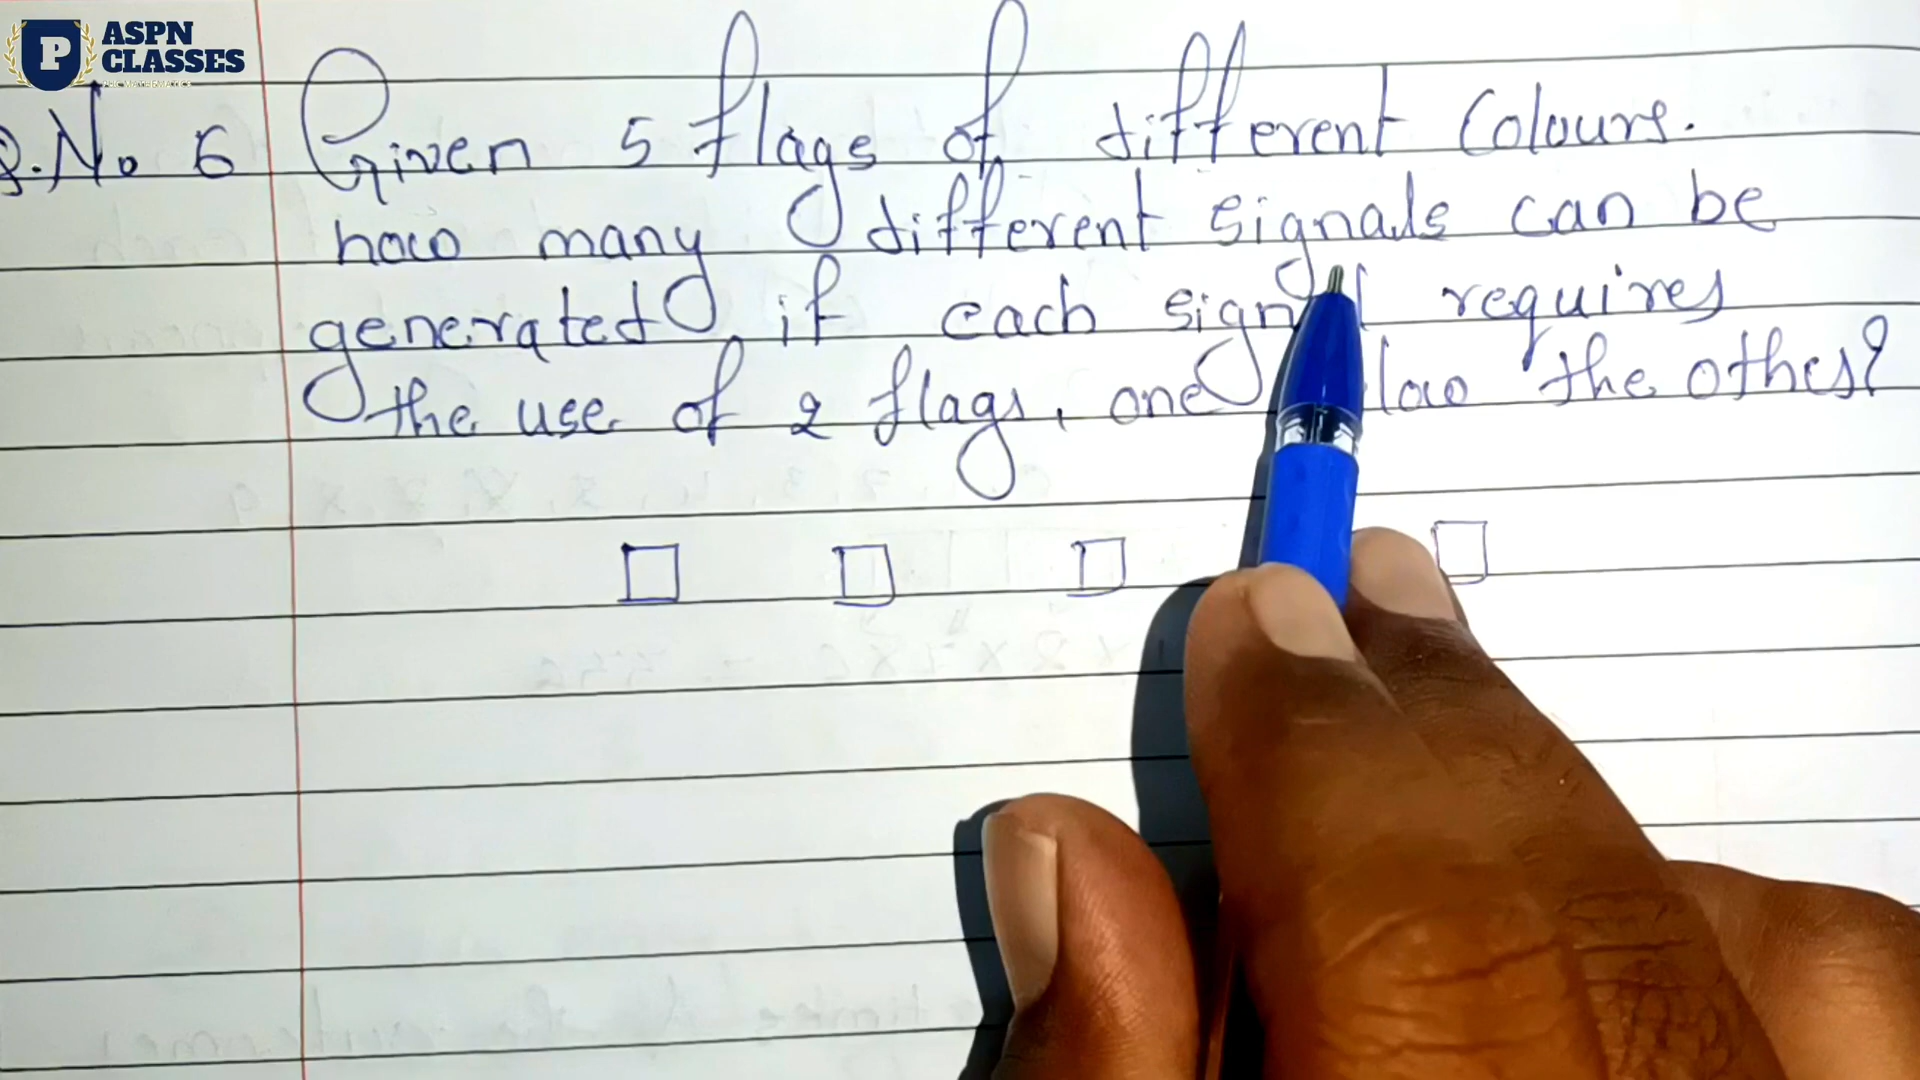 ASPN
CLASSES
Q.No 6 Given 5 flags of different Colours.
how many different signals can be
generated if each signal requires
the use of 2 flags, one low the other?